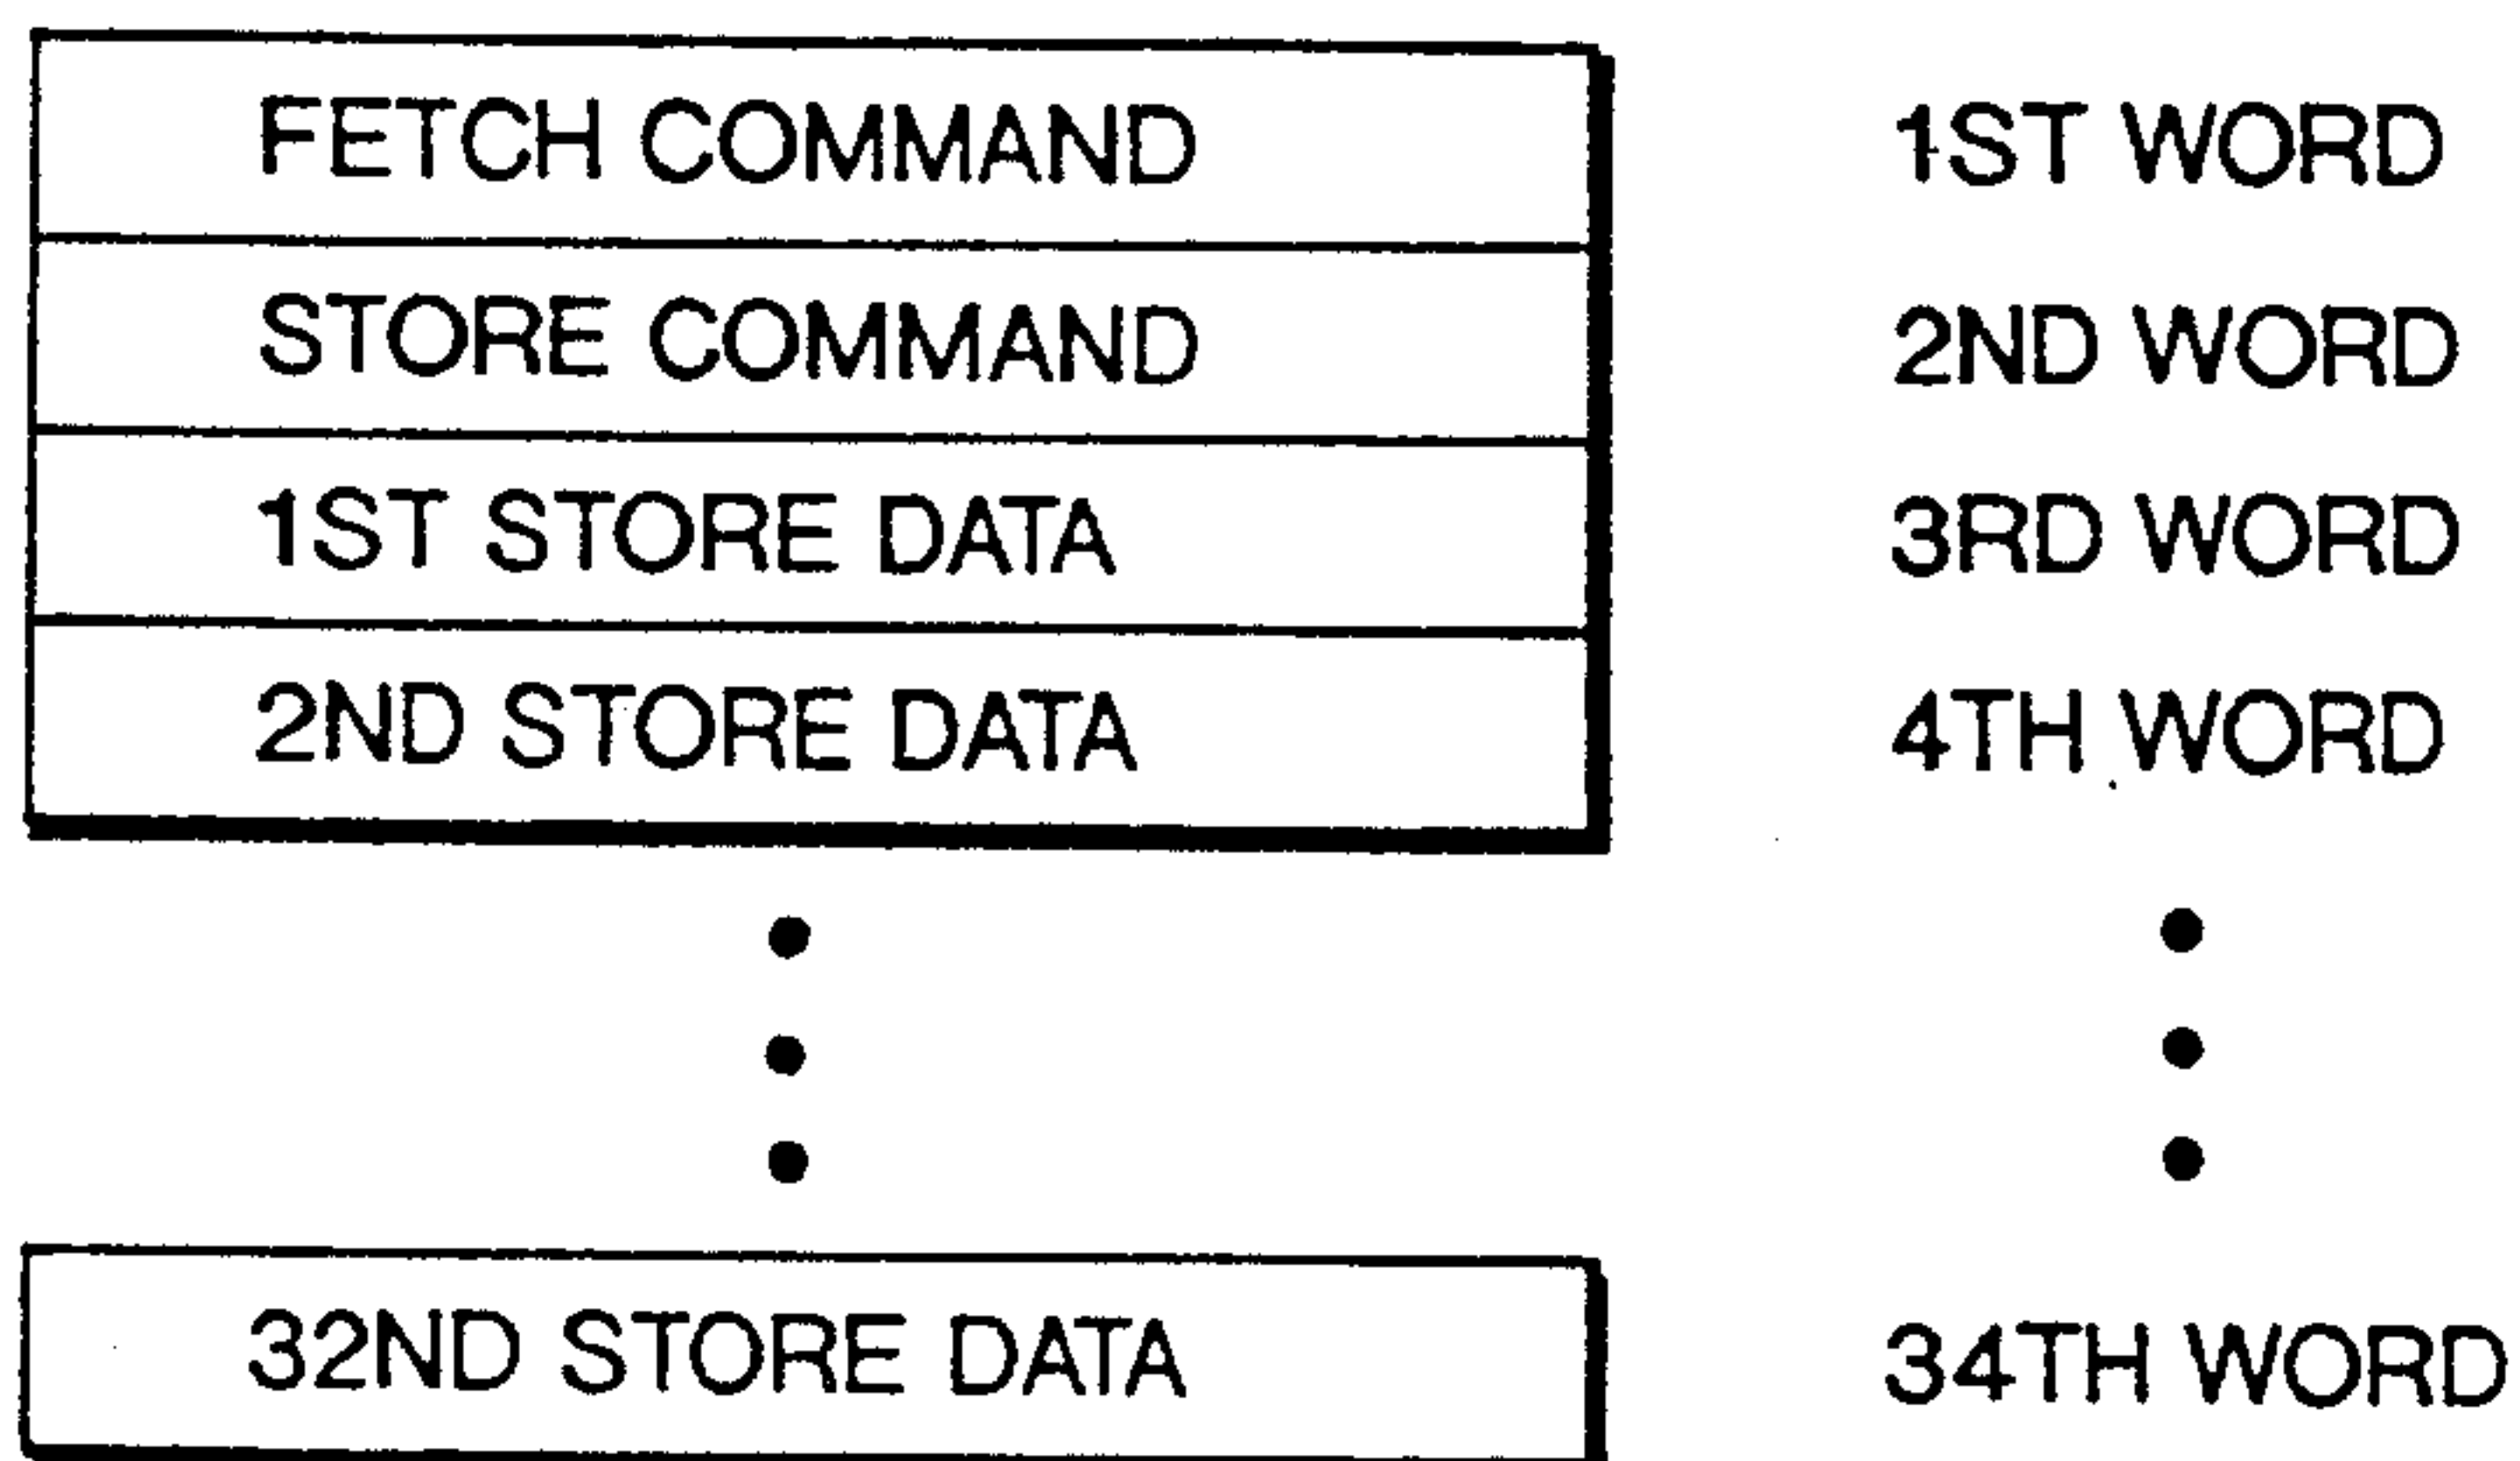 FETCH COMMAND 1ST WORD
STORE COMMAND 2ND WORD
1ST STORE DATA 3RD WORD
2ND STORE DATA 4TH WORD
32ND STORE DATA 34TH WORD